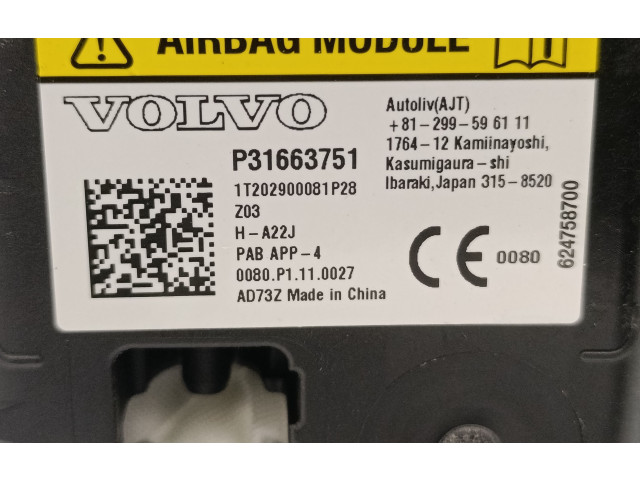 AIRBAG MODULE
VOLVO
P31663751
1T202900081P28
Z03
H-A22J
PAB APP-4
0080.P1.11.0027
AD73Z Made in China
Autoliv(AJT)
+81-299-59 61 11
1764-12 Kamiinayoshi,
Kasumigaura-shi
Ibaraki,Japan 315-8520
CE 0080
624758700